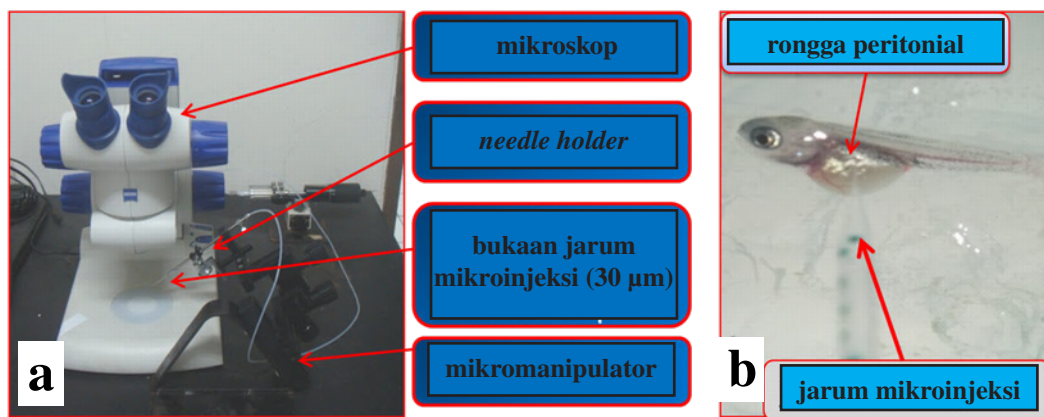 mikroskop
needle holder
bukaan jarum
mikroinjeksi (30 µm)
mikromanipulator
a
rongga peritonial
b
jarum mikroinjeksi